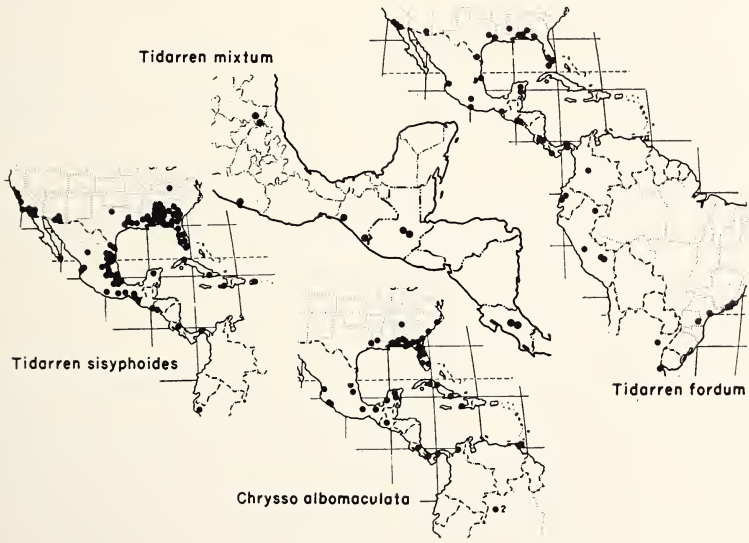 Tidarren mixtum
Tidarren sisyphoides
Tidarren fordum
Chrysso albomaculata
?